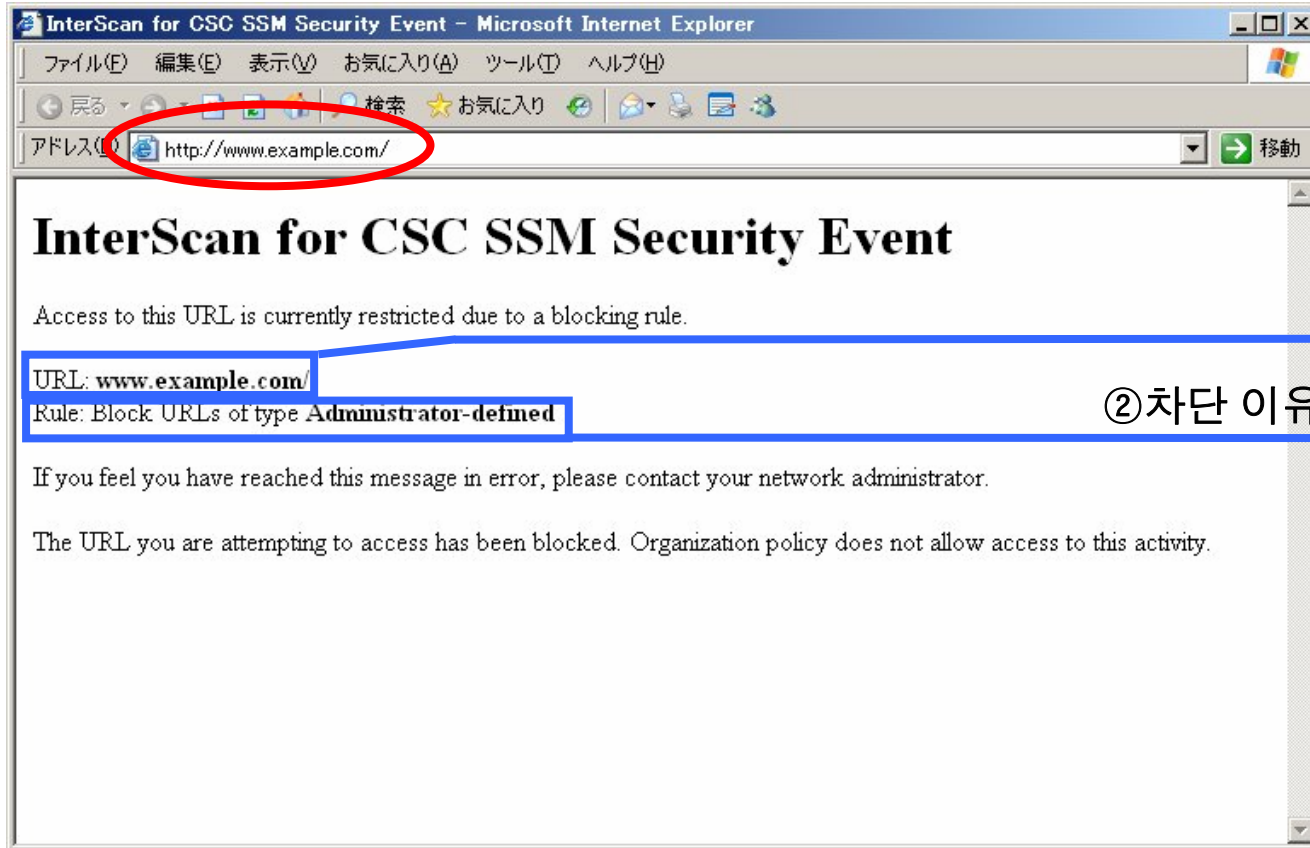 InterScan for CSC SSM Security Event - Microsoft Internet Explorer
ファイル(F) 編集(E) 表示(V) お気に入り(A) ツール(T) ヘルプ(H)
戻る 検索 お気に入り
アドレス(D) http://www.example.com/ 移動
InterScan for CSC SSM Security Event
Access to this URL is currently restricted due to a blocking rule.
URL: www.example.com/
Rule: Block URLs of type Administrator-defined
②차단 이유
If you feel you have reached this message in error, please contact your network administrator.
The URL you are attempting to access has been blocked. Organization policy does not allow access to this activity.